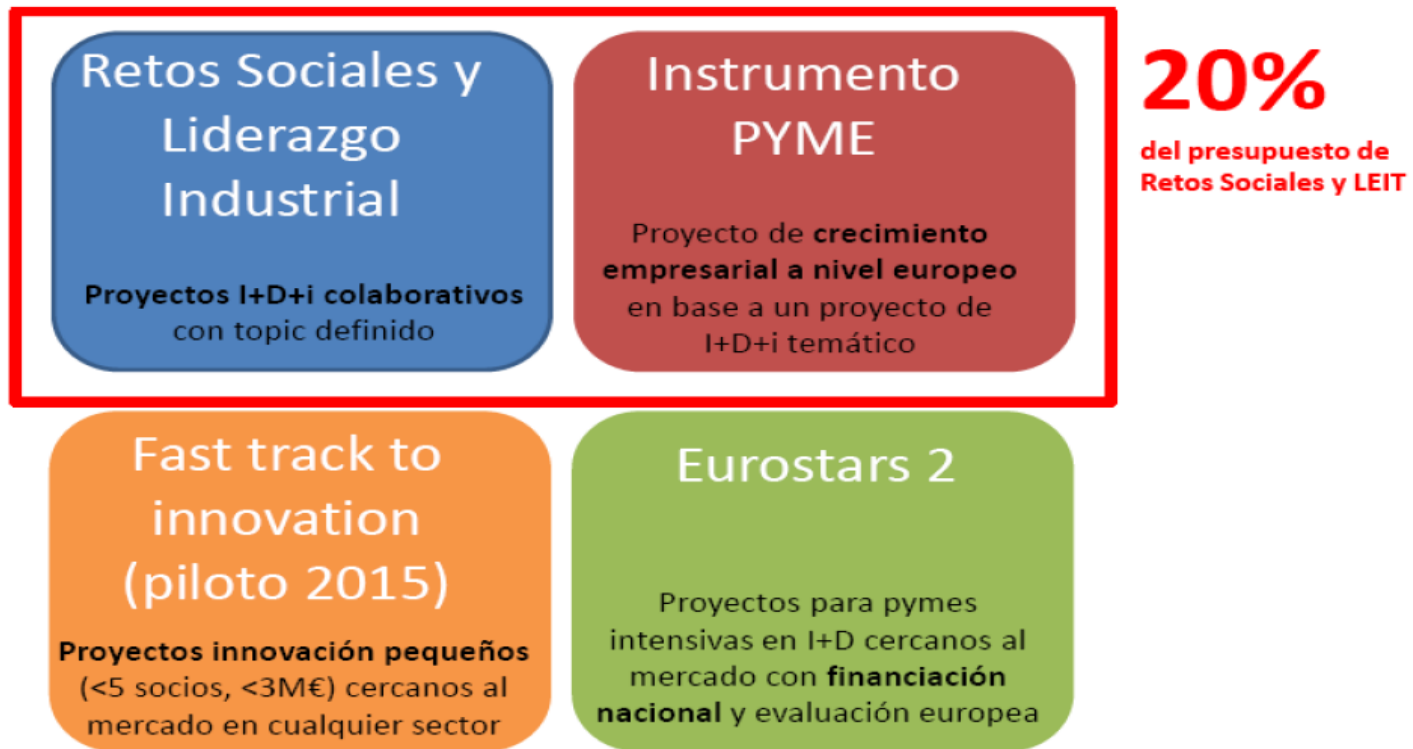 Retos Sociales y
Liderazgo
Industrial
Proyectos I+D+i colaborativos
con topic definido
Instrumento
PYME
Proyecto de crecimiento
empresarial a nivel europeo
en base a un proyecto de
I+D+i temático
20%
del presupuesto de
Retos Sociales y LEIT
Fast track to
innovation
(piloto 2015)
Proyectos innovación pequeños
(<5 socios, <3M€) cercanos al
mercado en cualquier sector
Eurostars 2
Proyectos para pymes
intensivas en I+D cercanos al
mercado con financiación
nacional y evaluación europea